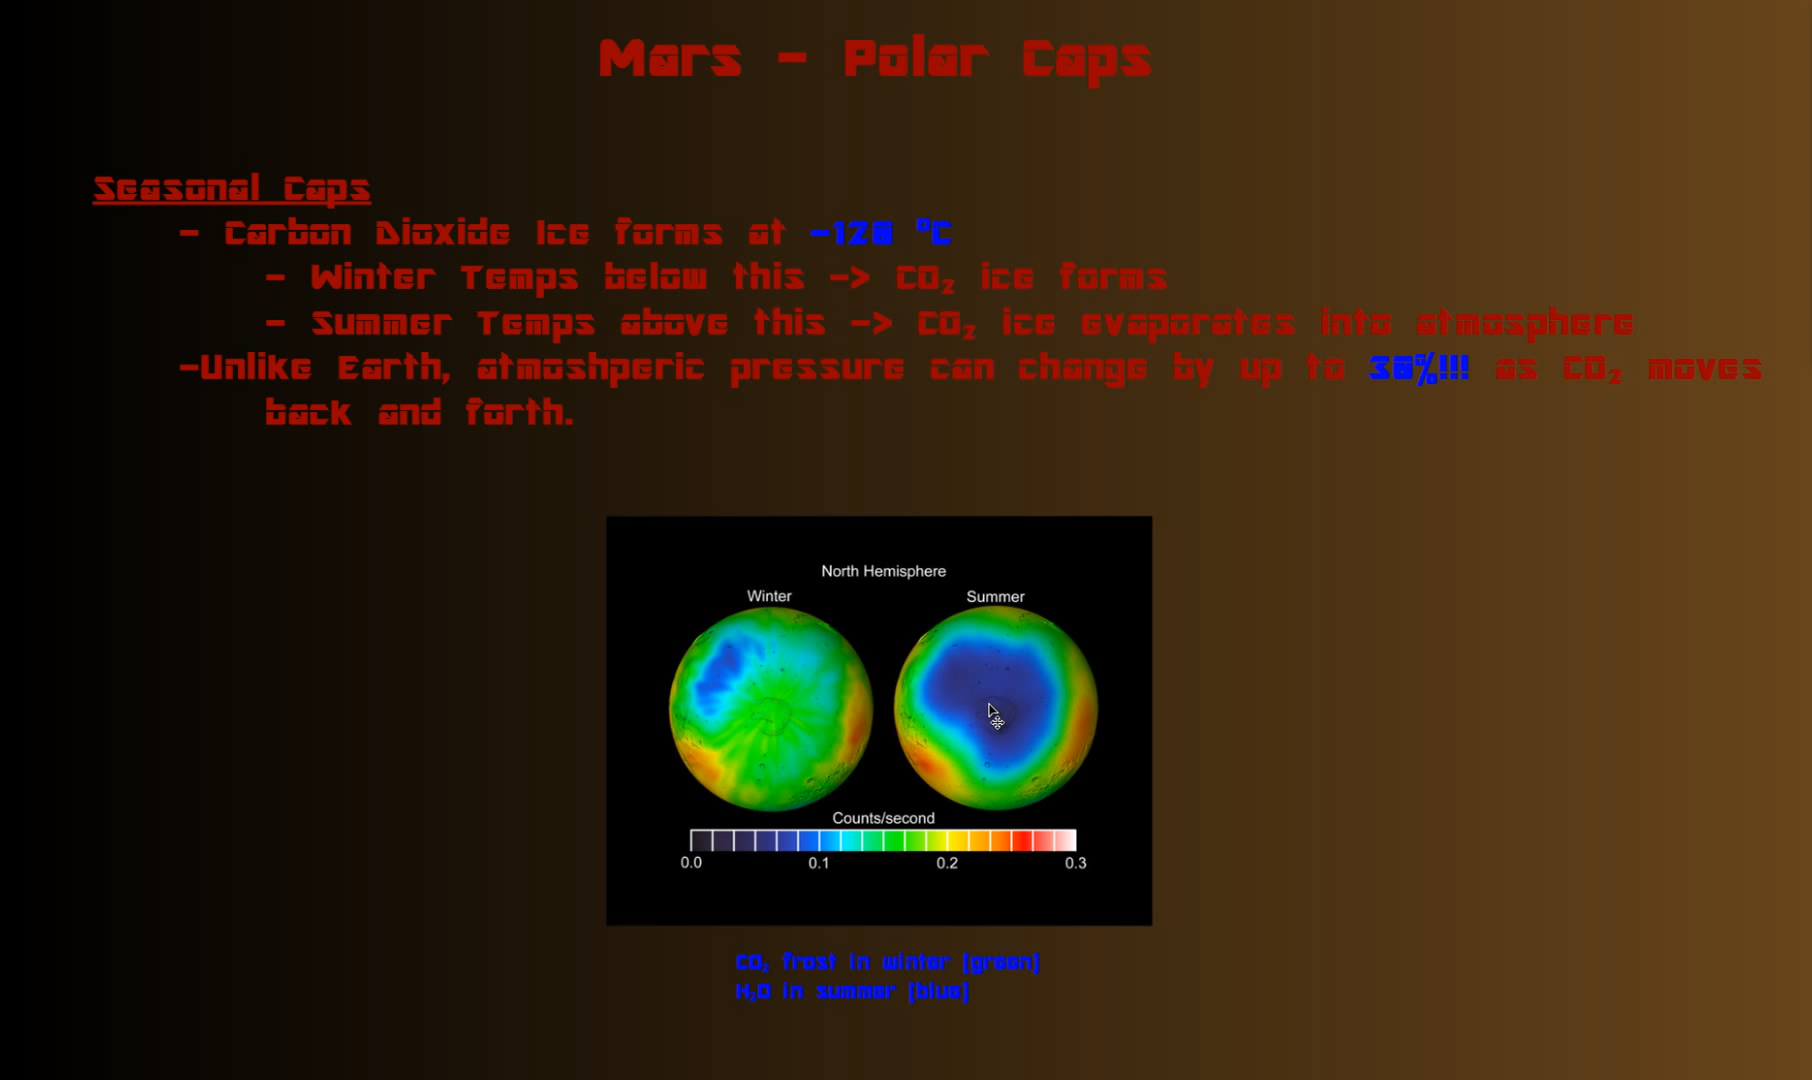 Mars - Polar Caps
Seasonal Caps
- Carbon Dioxide Ice forms at -128 °C
- Winter Temps below this -> CO₂ ice forms
- Summer Temps above this -> CO₂ ice evaporates into atmosphere
-Unlike Earth, atmoshperic pressure can change by up to 30%!!! as CO₂ moves
back and forth.
North Hemisphere
Winter Summer
Counts/second
0.0 0.1 0.2 0.3
CO₂ frost in winter (green)
H₂O in summer (blue)